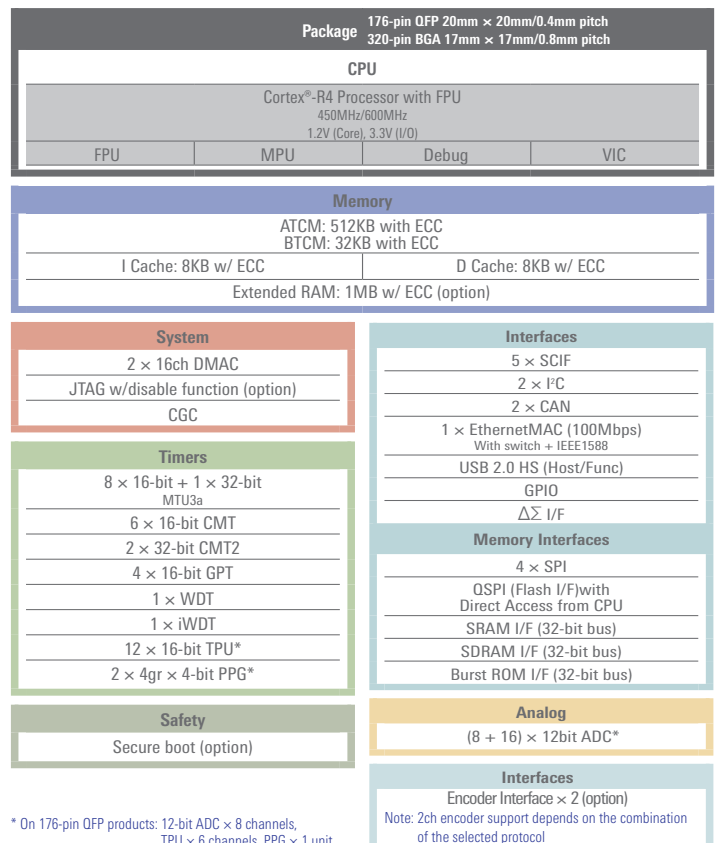 Package 176-pin QFP 20mm × 20mm/0.4mm pitch
320-pin BGA 17mm × 17mm/0.8mm pitch
CPU
Cortex®-R4 Processor with FPU
450MHz/600MHz
1.2V (Core), 3.3V (I/O)
FPU MPU Debug VIC
Memory
ATCM: 512KB with ECC
BTCM: 32KB with ECC
I Cache: 8KB w/ ECC D Cache: 8KB w/ ECC
Extended RAM: 1MB w/ ECC (option)
System
2 × 16ch DMAC
JTAG w/disable function (option)
CGC
Timers
8 × 16-bit + 1 × 32-bit
MTU3a
6 × 16-bit CMT
2 × 32-bit CMT2
4 × 16-bit GPT
1 × WDT
1 × iWDT
12 × 16-bit TPU*
2 × 4gr × 4-bit PPG*
Safety
Secure boot (option)
* On 176-pin QFP products: 12-bit ADC × 8 channels,
TPU × 6 channels, PPG × 1 unit
Interfaces
5 × SCIF
2 × I²C
2 × CAN
1 × EthernetMAC (100Mbps)
With switch + IEEE1588
USB 2.0 HS (Host/Func)
GPIO
ΔΣ I/F
Memory Interfaces
4 × SPI
QSPI (Flash I/F)with
Direct Access from CPU
SRAM I/F (32-bit bus)
SDRAM I/F (32-bit bus)
Burst ROM I/F (32-bit bus)
Analog
(8 + 16) × 12bit ADC*
Interfaces
Encoder Interface × 2 (option)
Note: 2ch encoder support depends on the combination
of the selected protocol